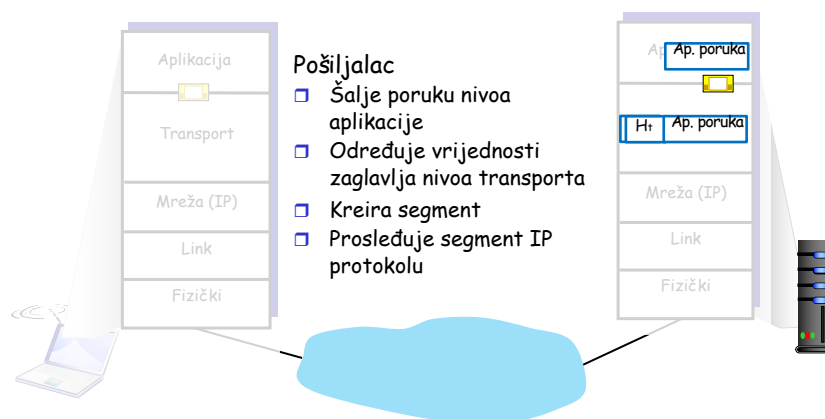 Aplikacija
Transport
Mreža (IP)
Link
Fizički
Pošiljalac
Šalje poruku nivoa
aplikacije
Određuje vrijednosti
zaglavlja nivoa transporta
Kreira segment
Prosleđuje segment IP
protokolu
Ap. poruka
Ht Ap. poruka
Mreža (IP)
Link
Fizički